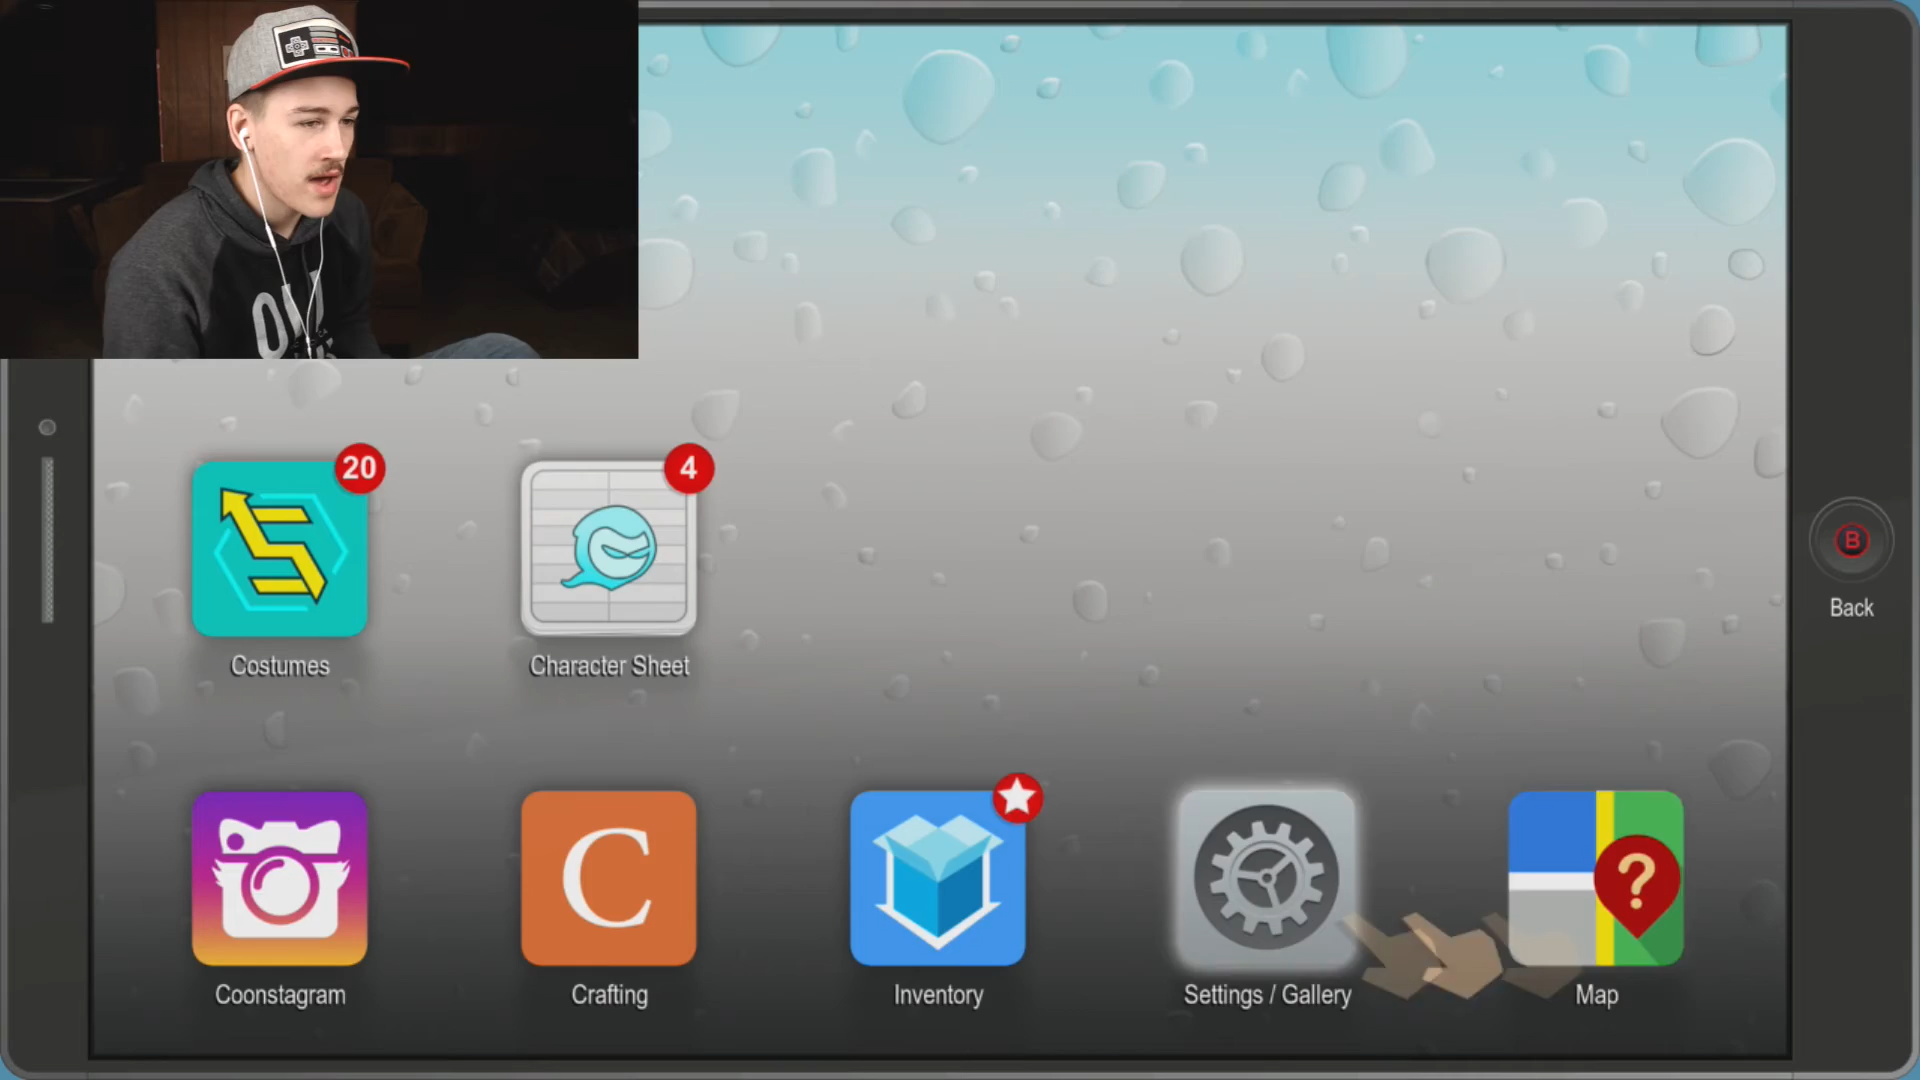 20
4
Costumes
Character Sheet
B
Back
C
?
Coonstagram
Crafting
Inventory
Settings / Gallery
Map